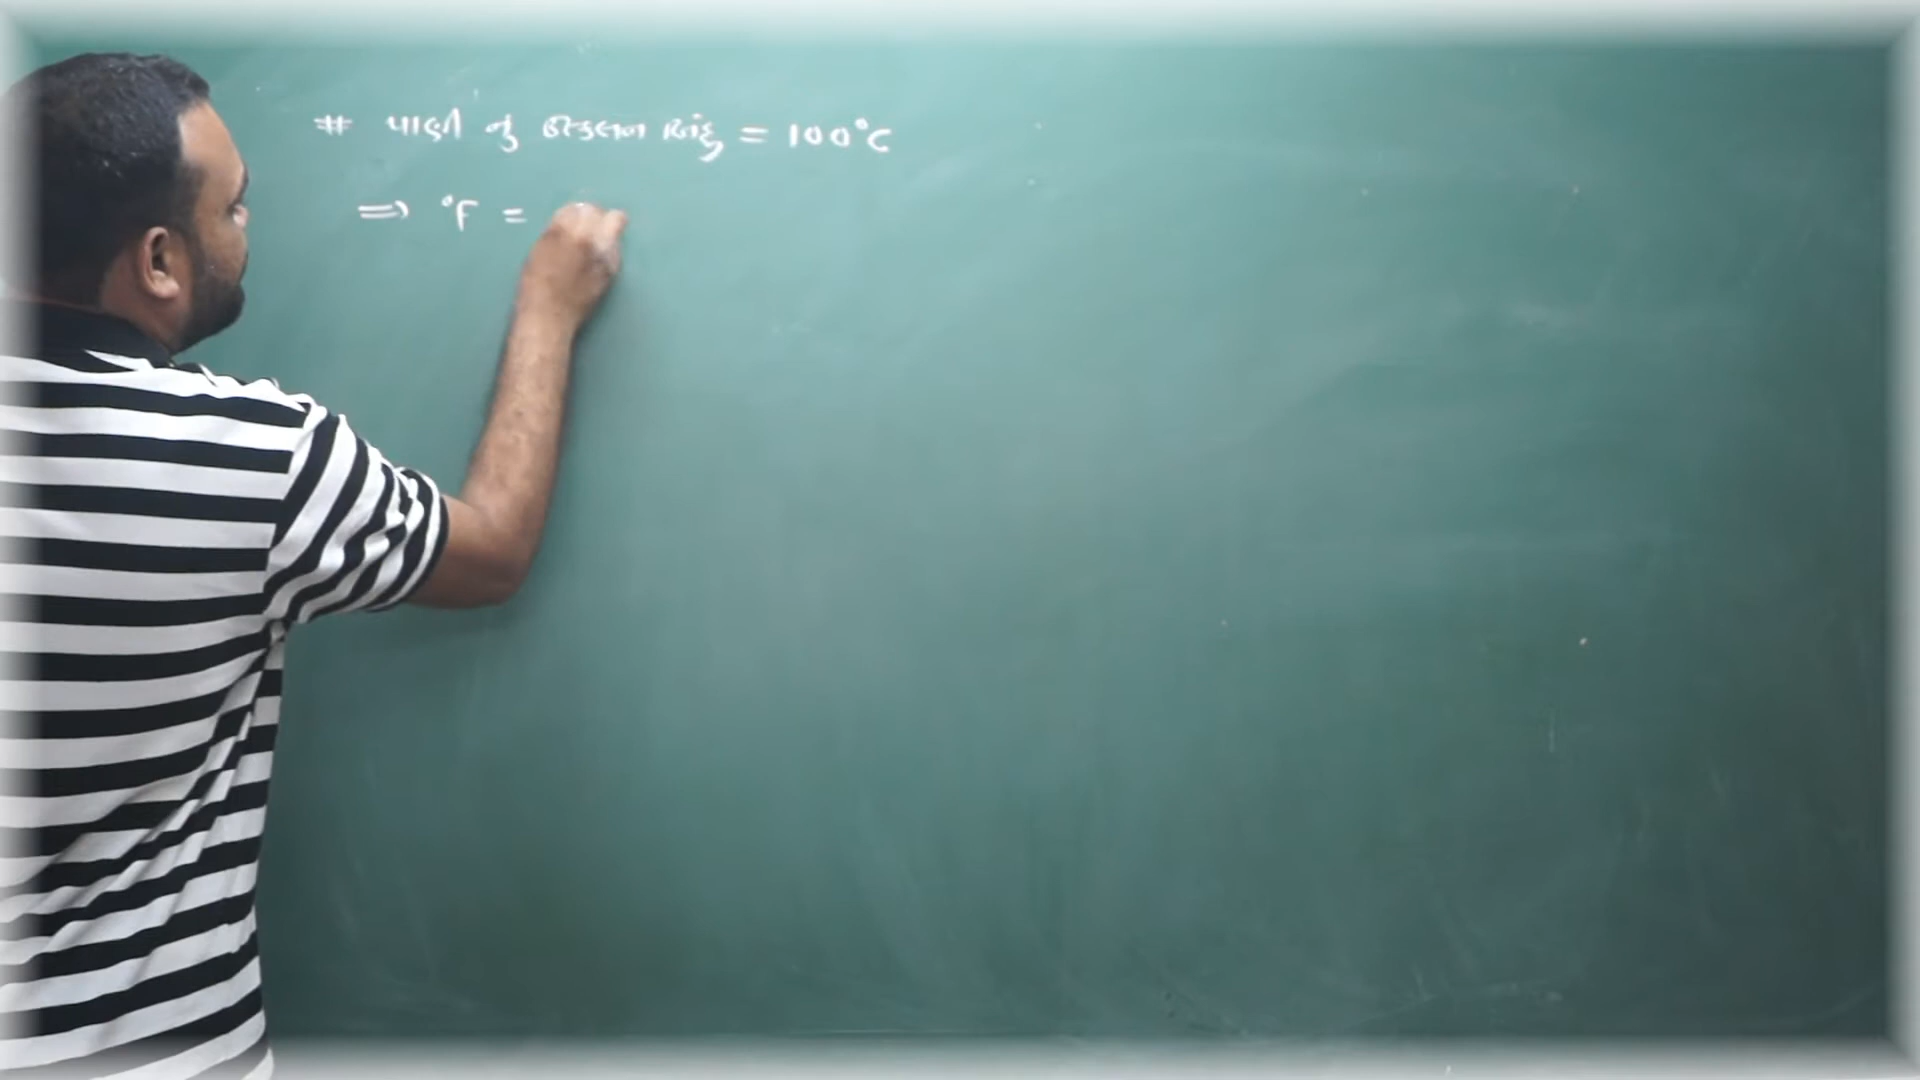 # પાણી નું ઉત્કલન બિંદુ = 100°C
⇒ °F =